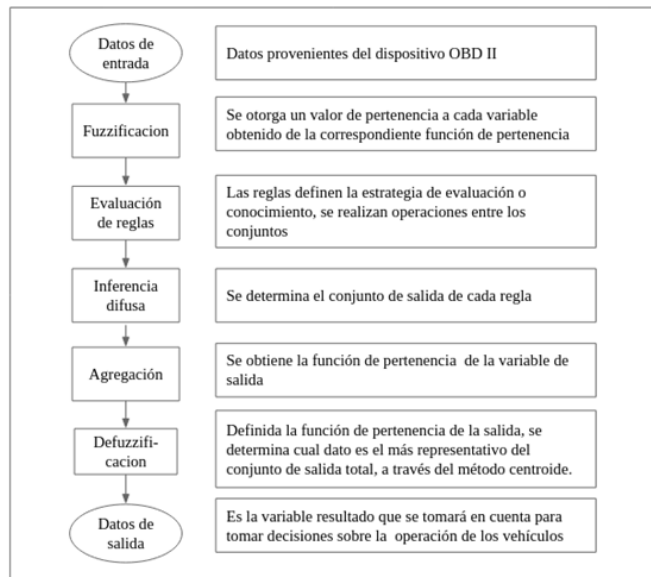 Datos de
entrada
Datos provenientes del dispositivo OBD II
Fuzzificacion
Se otorga un valor de pertenencia a cada variable
obtenido de la correspondiente función de pertenencia
Evaluación
de reglas
Las reglas definen la estrategia de evaluación o
conocimiento, se realizan operaciones entre los
conjuntos
Inferencia
difusa
Se determina el conjunto de salida de cada regla
Agregación
Se obtiene la función de pertenencia de la variable de
salida
Defuzzifi-
cacion
Definida la función de pertenencia de la salida, se
determina cual dato es el más representativo del
conjunto de salida total, a través del método centroide.
Datos de
salida
Es la variable resultado que se tomará en cuenta para
tomar decisiones sobre la operación de los vehículos